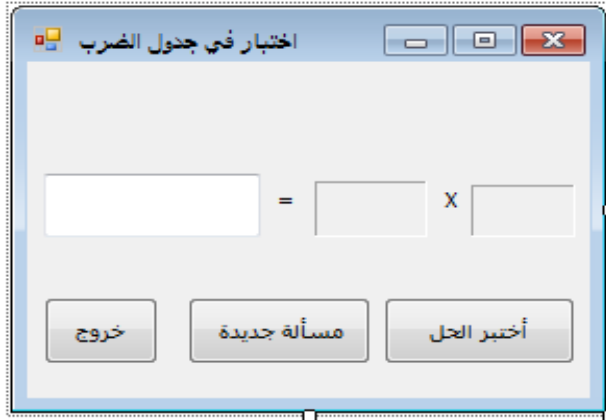 اختبار في جدول الضرب
X =
أختبر الحل مسألة جديدة خروج